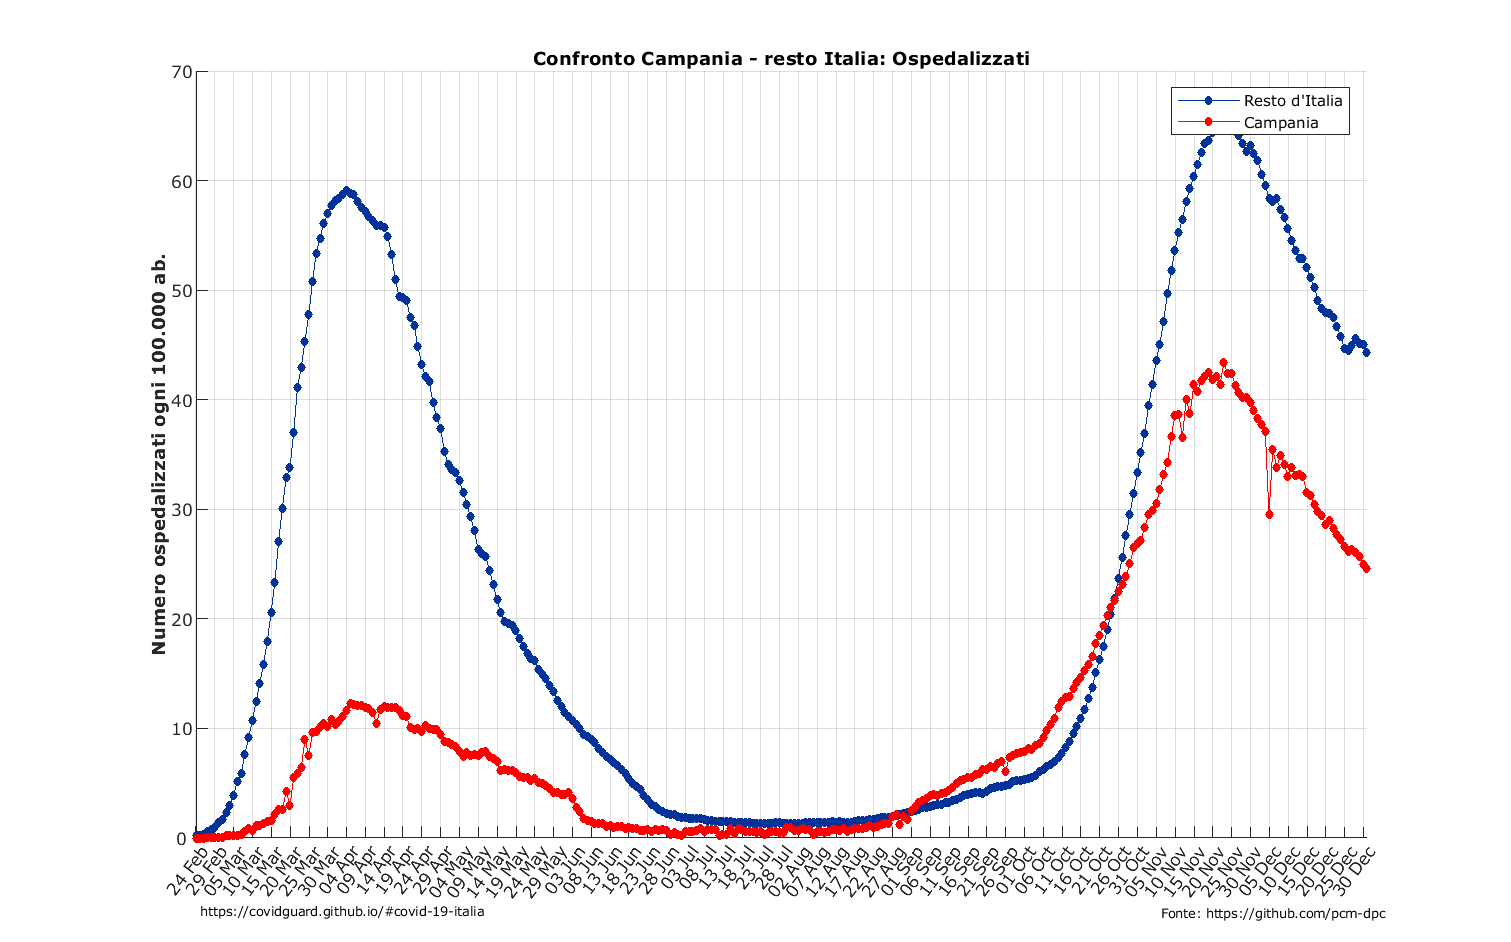 Confronto Campania - resto Italia: Ospedalizzati
Resto d'Italia
Campania
Numero ospedalizzati ogni 100.000 ab.
70
60
50
40
30
20
10
0
24 Feb
29 Feb
05 Mar
10 Mar
15 Mar
20 Mar
25 Mar
30 Mar
04 Apr
09 Apr
14 Apr
19 Apr
24 Apr
29 Apr
04 May
09 May
14 May
19 May
24 May
29 May
03 Jun
08 Jun
13 Jun
18 Jun
23 Jun
28 Jun
03 Jul
08 Jul
13 Jul
18 Jul
23 Jul
28 Jul
02 Aug
07 Aug
12 Aug
17 Aug
22 Aug
27 Aug
01 Sep
06 Sep
11 Sep
16 Sep
21 Sep
26 Sep
01 Oct
06 Oct
11 Oct
16 Oct
21 Oct
26 Oct
31 Oct
05 Nov
10 Nov
15 Nov
20 Nov
25 Nov
30 Nov
05 Dec
10 Dec
15 Dec
20 Dec
25 Dec
30 Dec
https://covidguard.github.io/#covid-19-italia
Fonte: https://github.com/pcm-dpc